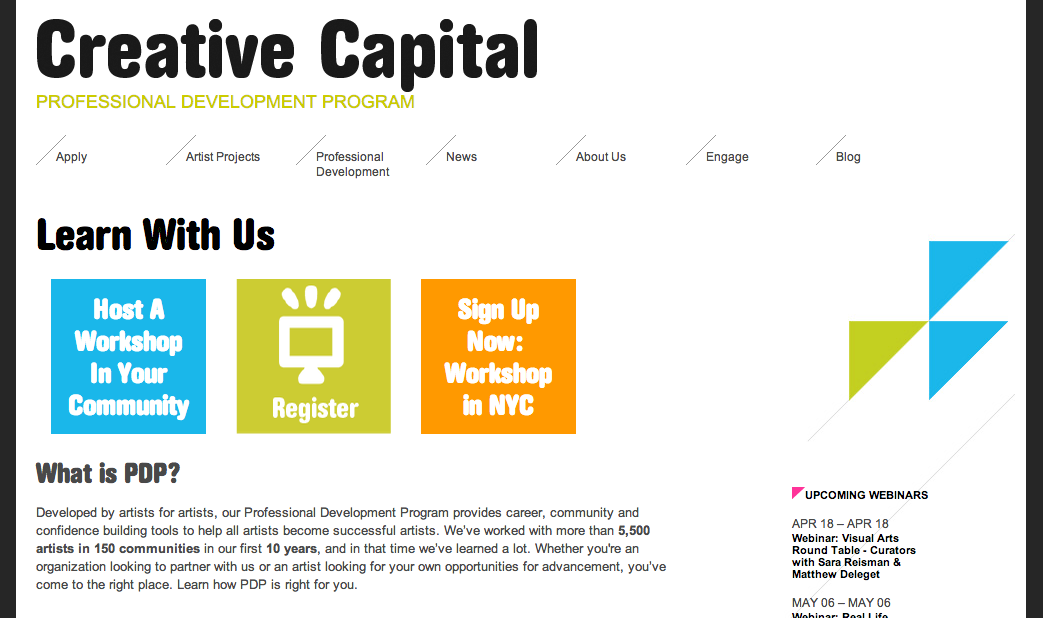 Creative Capital
PROFESSIONAL DEVELOPMENT PROGRAM
Apply
Artist Projects
Professional
Development
News
About Us
Engage
Blog
Learn With Us
Host A
Workshop
In Your
Community
Register
Sign Up
Now:
Workshop
in NYC
What is PDP?
Developed by artists for artists, our Professional Development Program provides career, community and
confidence building tools to help all artists become successful artists. We've worked with more than 5,500
artists in 150 communities in our first 10 years, and in that time we've learned a lot. Whether you're an
organization looking to partner with us or an artist looking for your own opportunities for advancement, you've
come to the right place. Learn how PDP is right for you.
UPCOMING WEBINARS
APR 18 – APR 18
Webinar: Visual Arts
Round Table - Curators
with Sara Reisman &
Matthew Deleget
MAY 06 – MAY 06
Webinar: Real Life